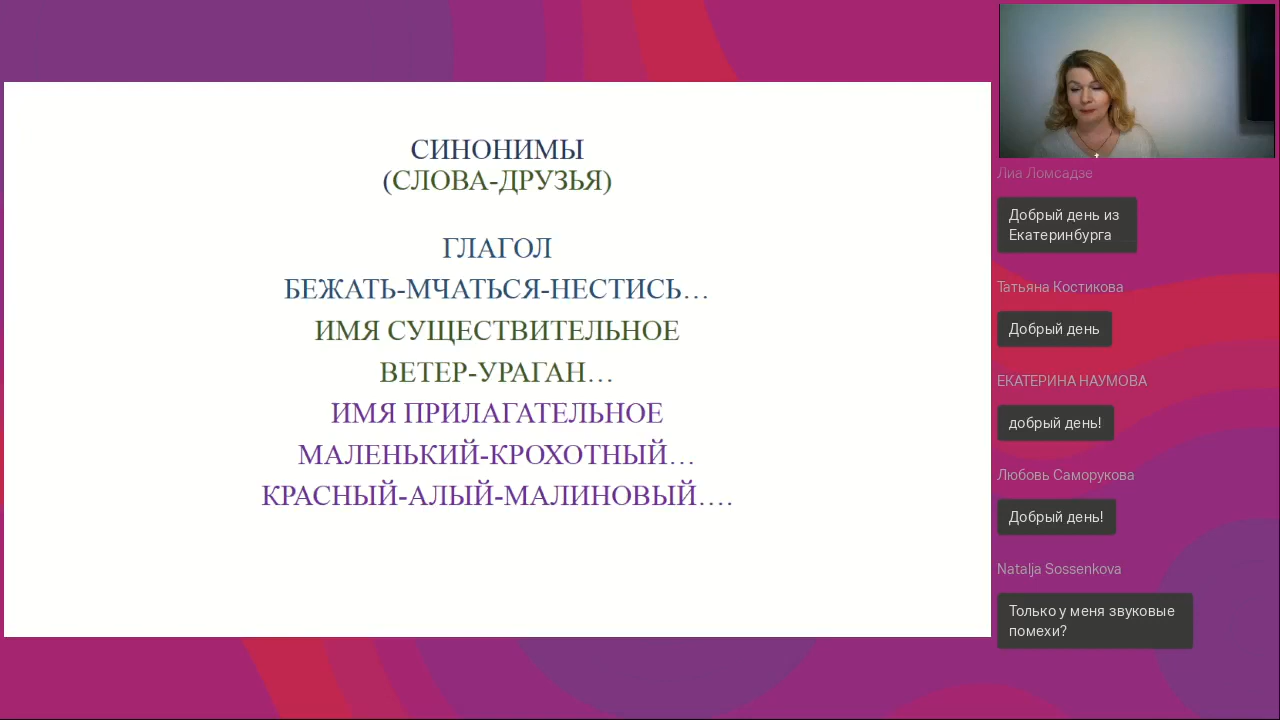 СИНОНИМЫ
(СЛОВА-ДРУЗЬЯ)
ГЛАГОЛ
БЕЖАТЬ-МЧАТЬСЯ-НЕСТИСЬ…
ИМЯ СУЩЕСТВИТЕЛЬНОЕ
ВЕТЕР-УРАГАН…
ИМЯ ПРИЛАГАТЕЛЬНОЕ
МАЛЕНЬКИЙ-КРОХОТНЫЙ…
КРАСНЫЙ-АЛЫЙ-МАЛИНОВЫЙ….
Лиа Ломсадзе
Добрый день из
Екатеринбурга
Татьяна Костикова
Добрый день
ЕКАТЕРИНА НАУМОВА
добрый день!
Любовь Саморукова
Добрый день!
Natalja Sossenkova
Только у меня звуковые
помехи?